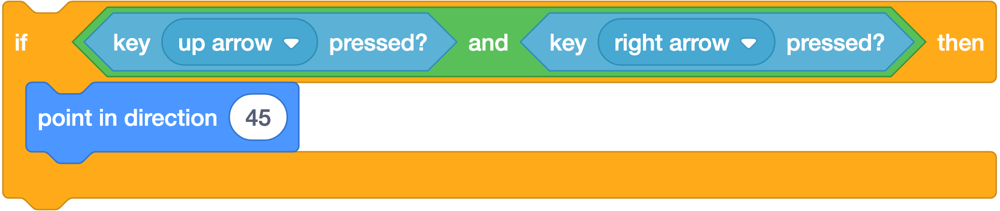 if key up arrow pressed? and key right arrow pressed? then
point in direction 45